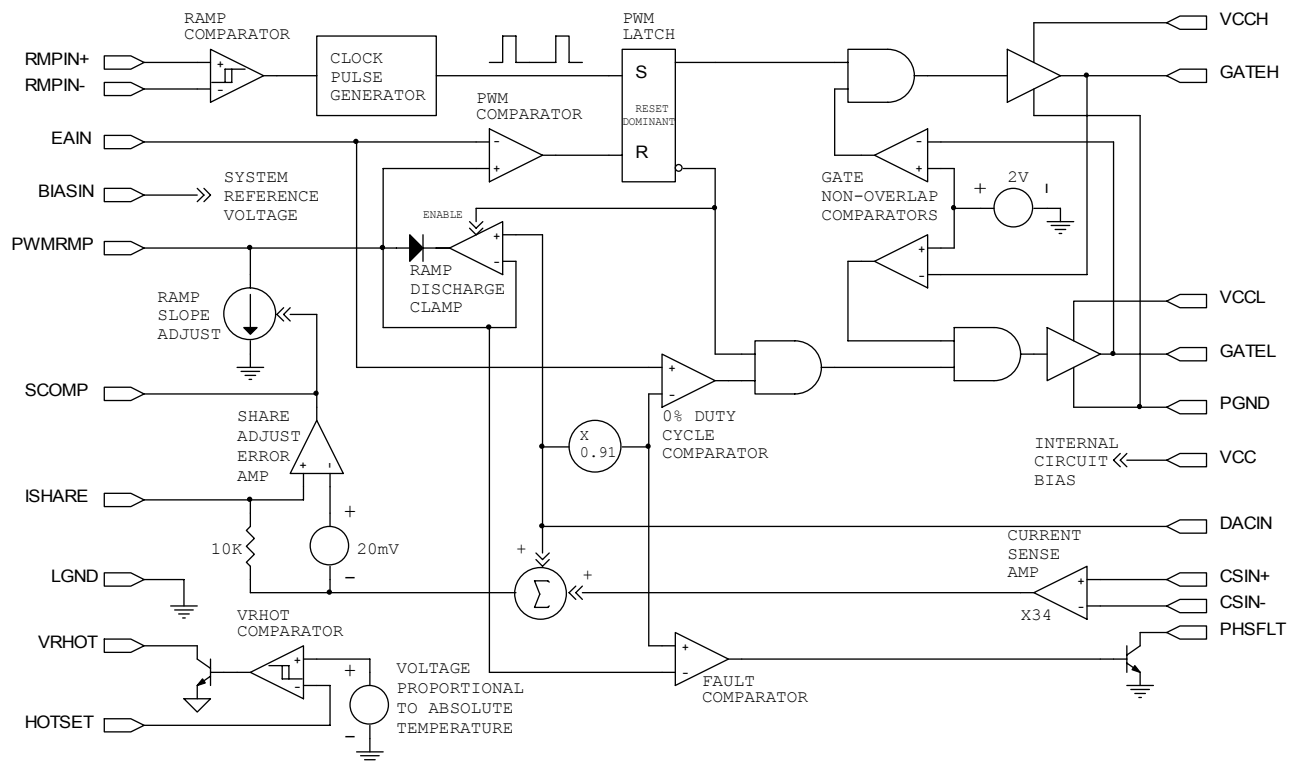 RAMP
COMPARATOR
PWM
LATCH
VCCH
RMPIN+
+
CLOCK
PULSE
GENERATOR
S
GATEH
RMPIN-
-
RESET
DOMINANT
PWM
COMPARATOR
EAIN
-
+
R
-
+
GATE
NON-OVERLAP
COMPARATORS
+
2V
-
BIASIN
SYSTEM
REFERENCE
VOLTAGE
ENABLE
PWMRMP
+
-
+
-
RAMP
DISCHARGE
CLAMP
RAMP
SLOPE
ADJUST
VCCL
GATEL
SCOMP
+
-
0% DUTY
CYCLE
COMPARATOR
PGND
SHARE
ADJUST
ERROR
AMP
+
-
X
0.91
INTERNAL
CIRCUIT
BIAS
VCC
ISHARE
+
10K
20mV
-
DACIN
CURRENT
SENSE
AMP
+
+
Σ
LGND
+
-
X34
CSIN+
CSIN-
VRHOT
COMPARATOR
PHSFLT
VRHOT
+
-
+
-
VOLTAGE
PROPORTIONAL
TO ABSOLUTE
TEMPERATURE
+
-
FAULT
COMPARATOR
HOTSET